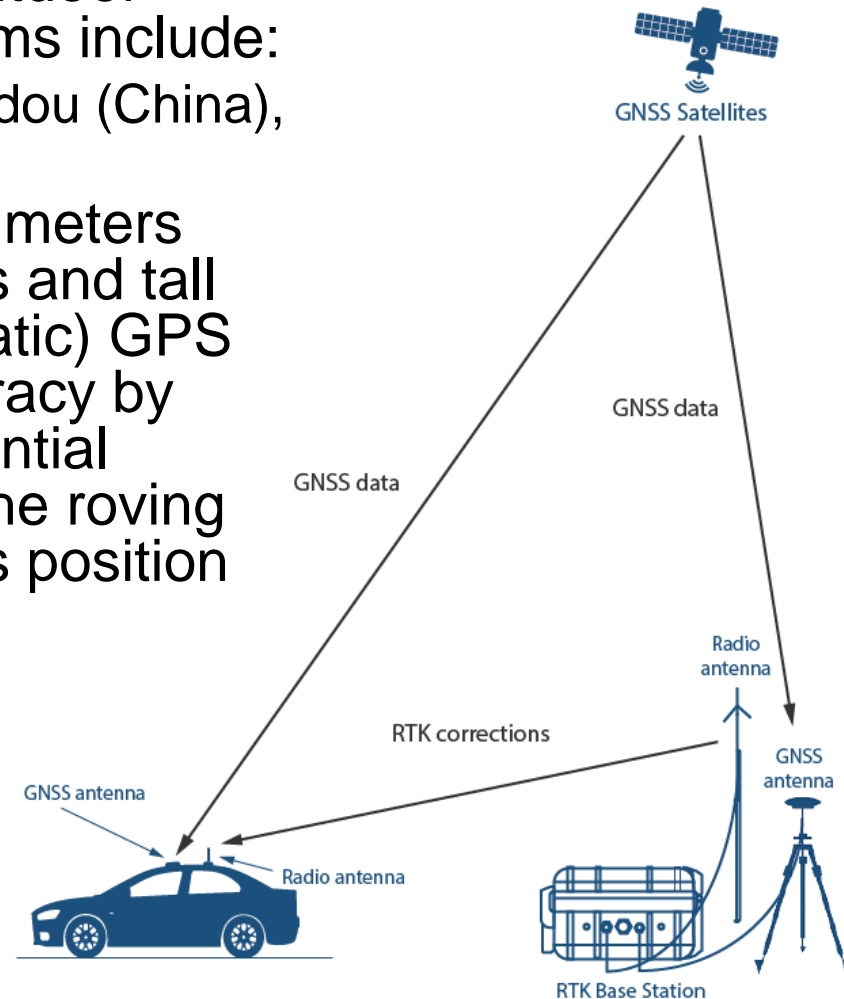 ms include:
dou (China),
meters
s and tall
atic) GPS
racy by
ntial
he roving
s position
GNSS Satellites
GNSS data
GNSS data
Radio
antenna
RTK corrections
GNSS
antenna
GNSS antenna
Radio antenna
RTK Base Station